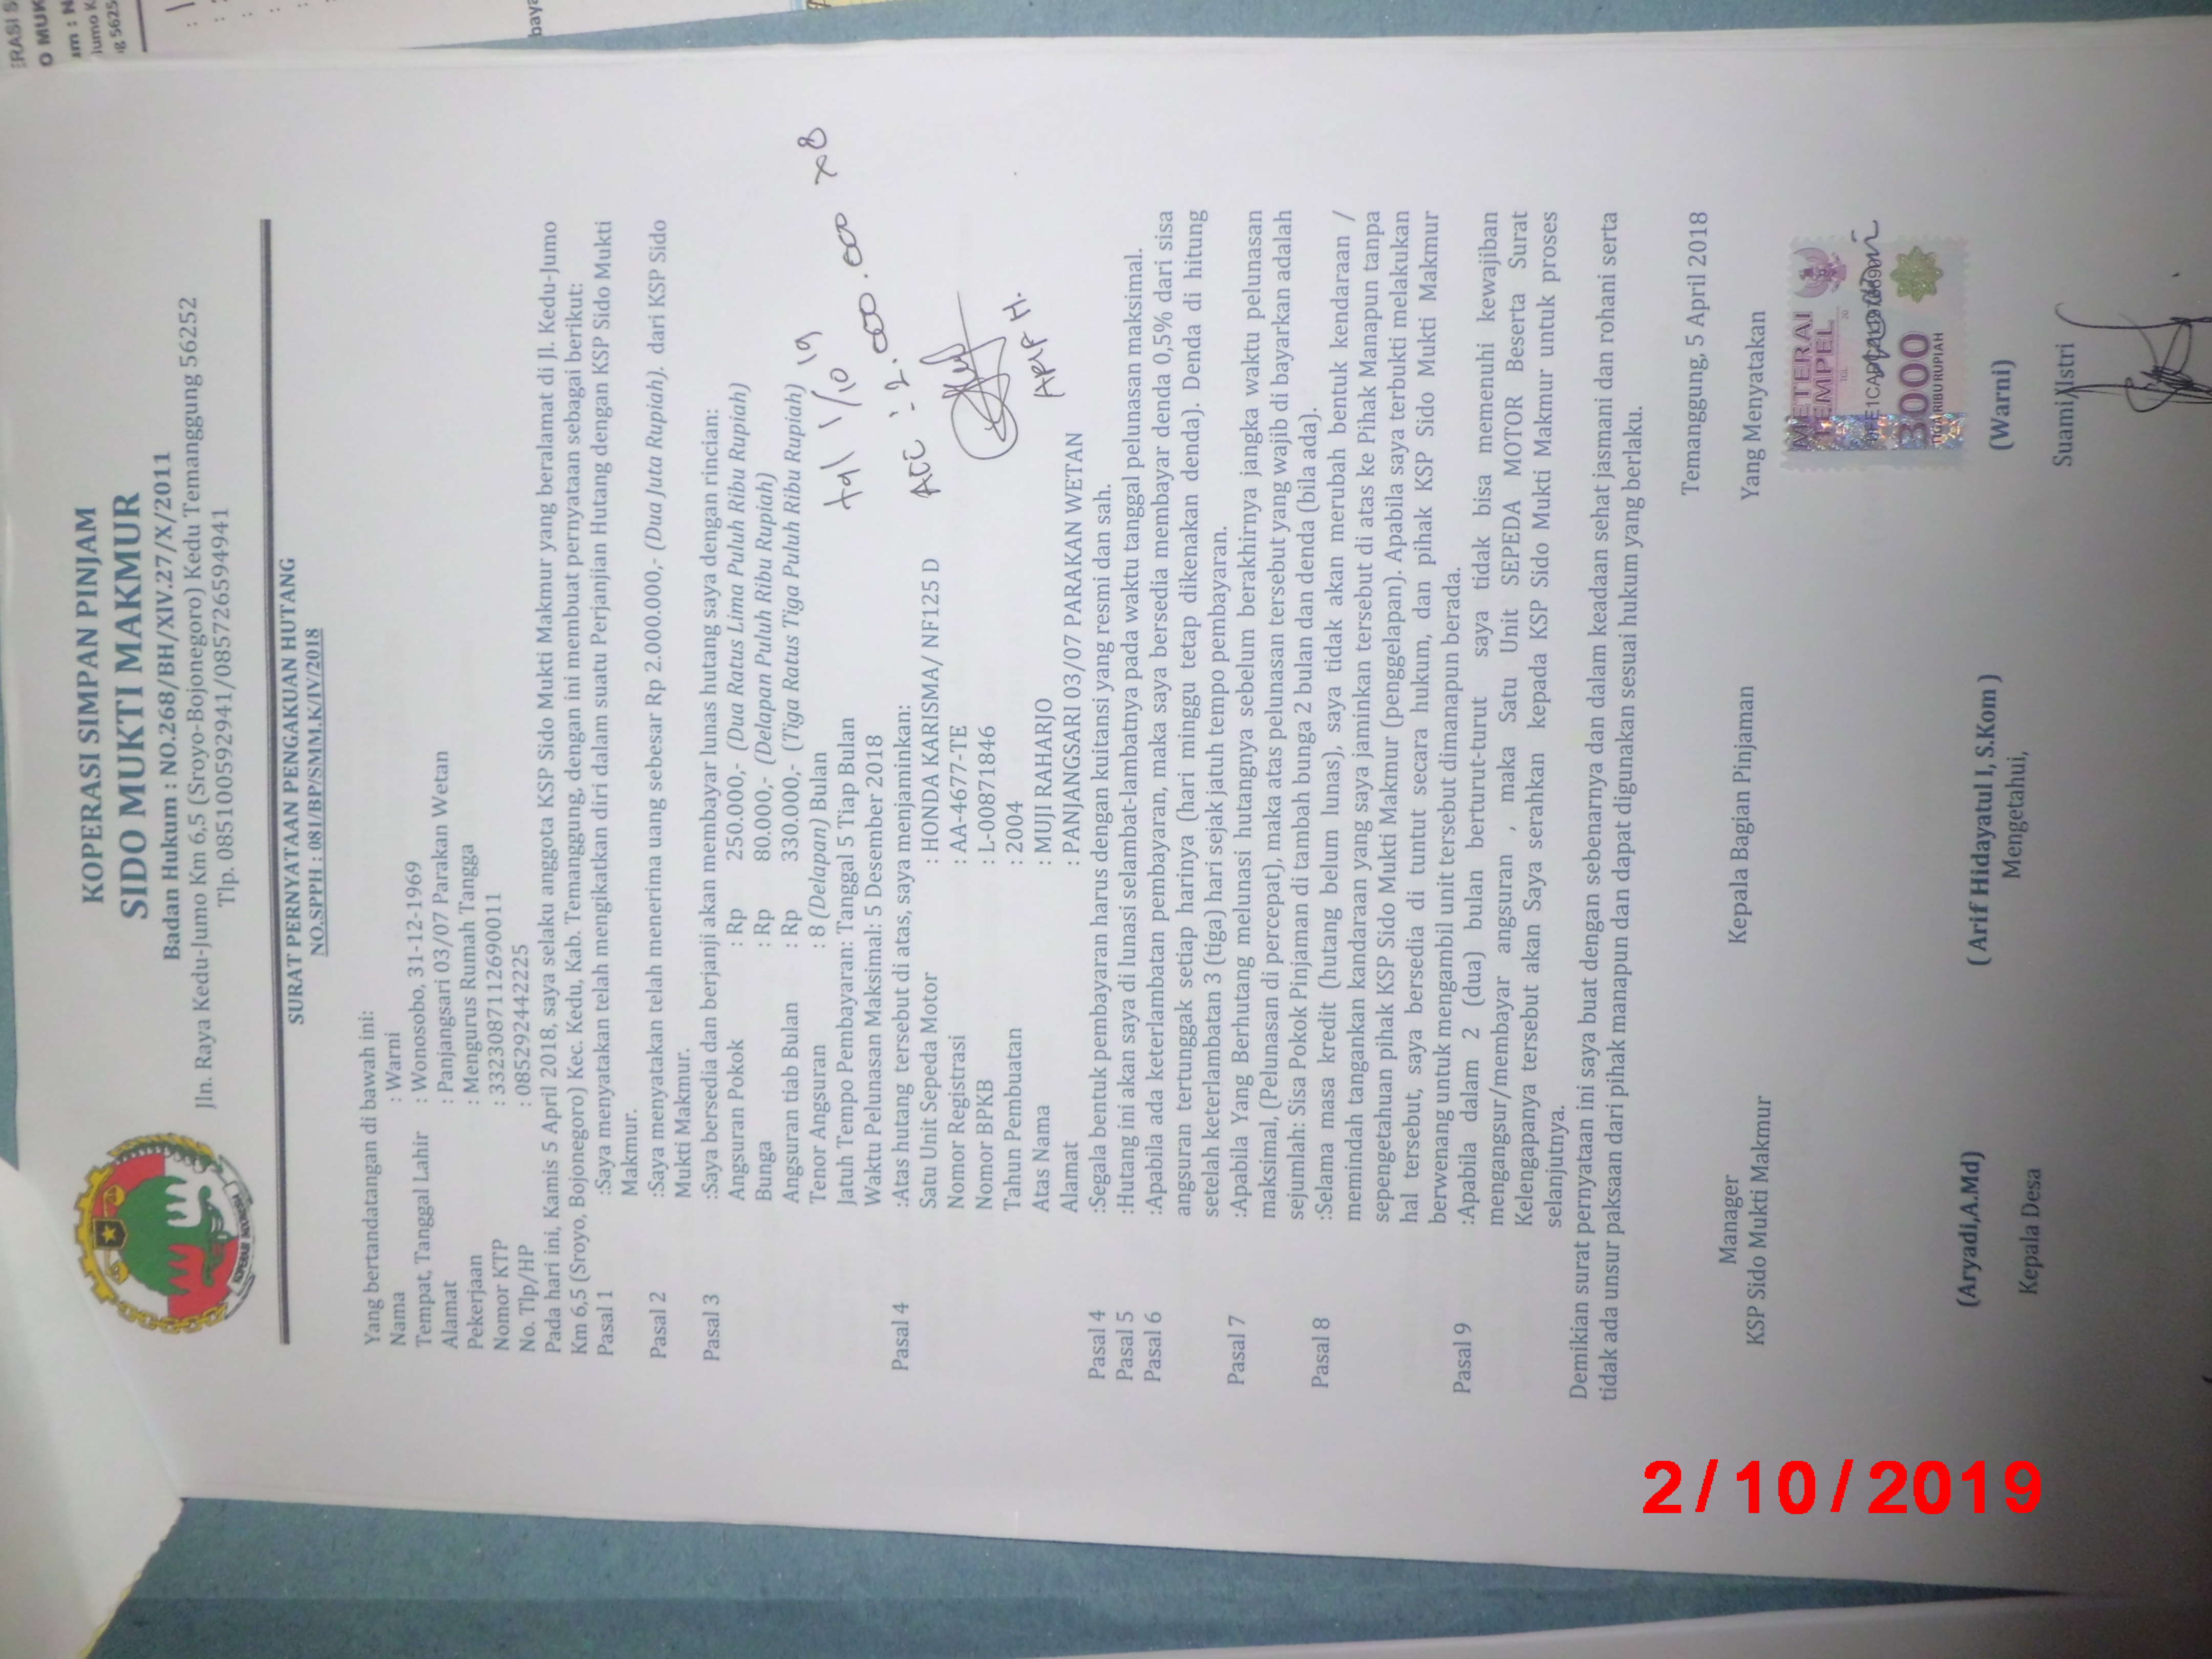 KOPERASI SIMPAN PINJAM
SIDO MUKTI MAKMUR
Badan Hukum : NO.268/BH/XIV.27/X/2011
Jln. Raya Kedu-Jumo Km 6,5 (Sroyo-Bojonegoro) Kedu Temanggung 56252
Tlp. 085100592941/085726594941
KOPERASI INDONESIA
SURAT PERNYATAAN PENGAKUAN HUTANG
NO.SPPH : 081/BP/SMM.K/IV/2018
Yang bertandatangan di bawah ini:
Nama : Warni
Tempat, Tanggal Lahir : Wonosobo, 31-12-1969
Alamat : Panjangsari 03/07 Parakan Wetan
Pekerjaan : Mengurus Rumah Tangga
Nomor KTP : 3323087112690011
No. Tlp/HP : 085292442225
Pada hari ini, Kamis 5 April 2018, saya selaku anggota KSP Sido Mukti Makmur yang beralamat di Jl. Kedu-Jumo
Km 6,5 (Sroyo, Bojonegoro) Kec. Kedu, Kab. Temanggung, dengan ini membuat pernyataan sebagai berikut:
Pasal 1 :Saya menyatakan telah mengikatkan diri dalam suatu Perjanjian Hutang dengan KSP Sido Mukti
Makmur.
Pasal 2 :Saya menyatakan telah menerima uang sebesar Rp 2.000.000,- (Dua Juta Rupiah). dari KSP Sido
Mukti Makmur.
Pasal 3 :Saya bersedia dan berjanji akan membayar lunas hutang saya dengan rincian:
Angsuran Pokok : Rp 250.000,- (Dua Ratus Lima Puluh Ribu Rupiah)
Bunga : Rp 80.000,- (Delapan Puluh Ribu Rupiah)
Angsuran tiab Bulan : Rp 330.000,- (Tiga Ratus Tiga Puluh Ribu Rupiah)
Tenor Angsuran : 8 (Delapan) Bulan
Jatuh Tempo Pembayaran: Tanggal 5 Tiap Bulan
Waktu Pelunasan Maksimal: 5 Desember 2018
tgl 1/10 19
ACC : 2.000.000 x 8
ARIF H.
Pasal 4 :Atas hutang tersebut di atas, saya menjaminkan:
Satu Unit Sepeda Motor : HONDA KARISMA/ NF125 D
Nomor Registrasi : AA-4677-TE
Nomor BPKB : L-00871846
Tahun Pembuatan : 2004
Atas Nama : MUJI RAHARJO
Alamat : PANJANGSARI 03/07 PARAKAN WETAN
Pasal 4 :Segala bentuk pembayaran harus dengan kuitansi yang resmi dan sah.
Pasal 5 :Hutang ini akan saya di lunasi selambat-lambatnya pada waktu tanggal pelunasan maksimal.
Pasal 6 :Apabila ada keterlambatan pembayaran, maka saya bersedia membayar denda 0,5% dari sisa
angsuran tertunggak setiap harinya (hari minggu tetap dikenakan denda). Denda di hitung
setelah keterlambatan 3 (tiga) hari sejak jatuh tempo pembayaran.
Pasal 7 :Apabila Yang Berhutang melunasi hutangnya sebelum berakhirnya jangka waktu pelunasan
maksimal, (Pelunasan di percepat), maka atas pelunasan tersebut yang wajib di bayarkan adalah
sejumlah: Sisa Pokok Pinjaman di tambah bunga 2 bulan dan denda (bila ada).
Pasal 8 :Selama masa kredit (hutang belum lunas), saya tidak akan merubah bentuk kendaraan /
memindah tangankan kandaraan yang saya jaminkan tersebut di atas ke Pihak Manapun tanpa
sepengetahuan pihak KSP Sido Mukti Makmur (penggelapan). Apabila saya terbukti melakukan
hal tersebut, saya bersedia di tuntut secara hukum, dan pihak KSP Sido Mukti Makmur
berwenang untuk mengambil unit tersebut dimanapun berada.
Pasal 9 :Apabila dalam 2 (dua) bulan berturut-turut saya tidak bisa memenuhi kewajiban
mengangsur/membayar angsuran , maka Satu Unit SEPEDA MOTOR Beserta Surat
Kelengapanya tersebut akan Saya serahkan kepada KSP Sido Mukti Makmur untuk proses
selanjutnya.
Demikian surat pernyataan ini saya buat dengan sebenarnya dan dalam keadaan sehat jasmani dan rohani serta
tidak ada unsur paksaan dari pihak manapun dan dapat digunakan sesuai hukum yang berlaku.
Temanggung, 5 April 2018
Manager
KSP Sido Mukti Makmur Kepala Bagian Pinjaman Yang Menyatakan
METERAI
TEMPEL
3000
TIGA RIBU RUPIAH
(Aryadi,A.Md) ( Arif Hidayatul I, S.Kom ) (Warni)
Mengetahui,
Kepala Desa Suami/Istri
2/10/2019